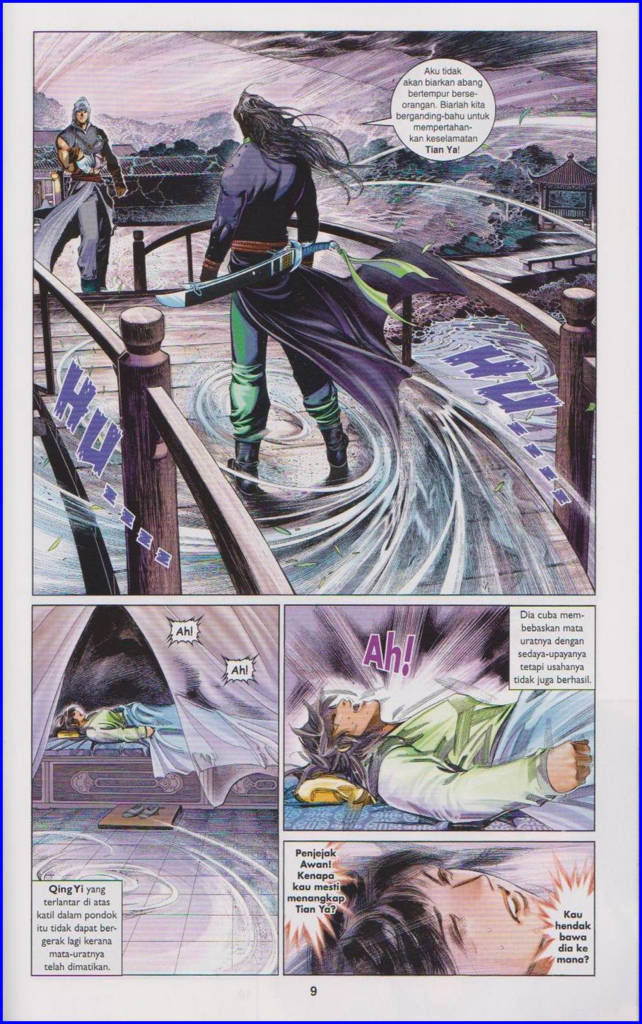 Aku tidak
akan biarkan abang
bertempur berse-
orangan. Biarlah kita
berganding-bahu untuk
mempertahan-
kan keselamatan
Tian Ya!
HU....zzz
HU....zzz
Ah!
Ah!
Qing Yi yang
terlantar di atas
katil dalam pondok
itu tidak dapat ber-
gerak lagi kerana
mata-uratnya
telah dimatikan.
Ah!
Dia cuba mem-
bebaskan mata
uratnya dengan
sedaya-upayanya
tetapi usahanya
tidak juga berhasil.
Penjejak
Awan!
Kenapa
kau mesti
menangkap
Tian Ya?
Kau
hendak
bawa
dia ke
mana?
9